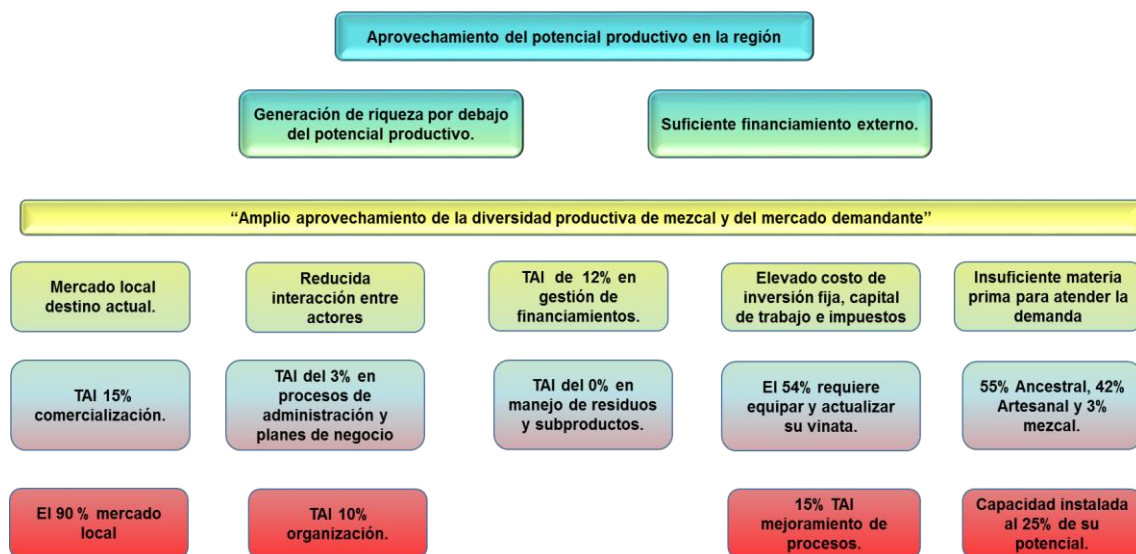 Aprovechamiento del potencial productivo en la región
Generación de riqueza por debajo
del potencial productivo.
Suficiente financiamiento externo.
“Amplio aprovechamiento de la diversidad productiva de mezcal y del mercado demandante”
Mercado local
destino actual.
Reducida
interacción entre
actores
TAI de 12% en
gestión de
financiamientos.
Elevado costo de
inversión fija, capital
de trabajo e impuestos
Insuficiente materia
prima para atender la
demanda
TAI 15%
comercialización.
TAI del 3% en
procesos de
administración y
planes de negocio
TAI del 0% en
manejo de residuos
y subproductos.
El 54% requiere
equipar y actualizar
su vinata.
55% Ancestral, 42%
Artesanal y 3%
mezcal.
El 90 % mercado
local
TAI 10%
organización.
15% TAI
mejoramiento de
procesos.
Capacidad instalada
al 25% de su
potencial.